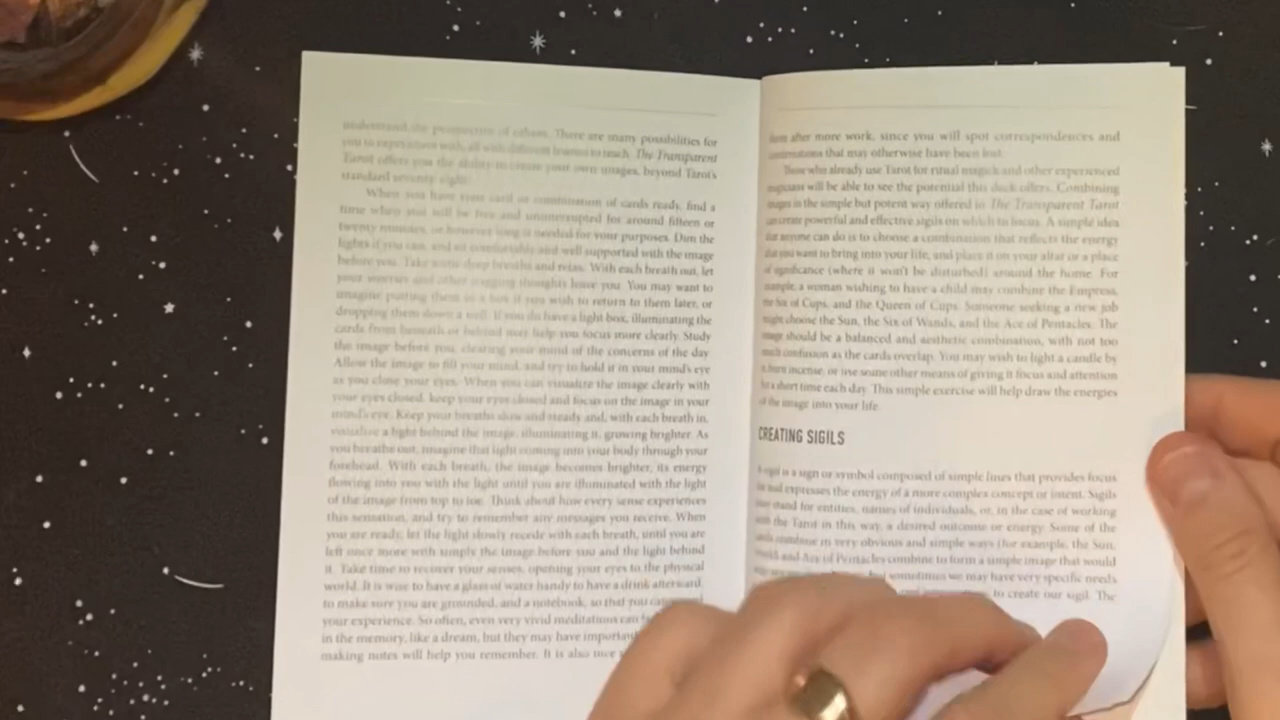 understand the perspective of others. There are many possibilities for
you to experiment with, all with different lessons to teach. The Transparent
Tarot offers you the ability to create your own images, beyond Tarot's
standard seventy-eight.
When you have your card or combination of cards ready, find a
time when you will be free and uninterrupted for around fifteen or
twenty minutes, or however long is needed for your purposes. Dim the
lights if you can, and sit comfortably and well supported with the image
before you. Take some deep breaths and relax. With each breath out, let
your worries and other nagging thoughts leave you. You may want to
imagine putting them in a box if you wish to return to them later, or
dropping them down a well. If you do have a light box, illuminating the
cards from beneath or behind may help you focus more clearly. Study
the image before you, clearing your mind of the concerns of the day
Allow the image to fill your mind, and try to hold it in your mind's eye
as you close your eyes. When you can visualize the image clearly with
your eyes closed, keep your eyes closed and focus on the image in your
mind's eye. Keep your breaths slow and steady and, with each breath in,
visualize a light behind the image, illuminating it, growing brighter. As
you breathe out, imagine that light coming into your body through your
forehead. With each breath, the image becomes brighter, its energy
flowing into you with the light until you are illuminated with the light
of the image from top to toe. Think about how every sense experiences
this sensation, and try to remember any messages you receive. When
you are ready, let the light slowly recede with each breath, until you are
left once more with simply the image before you and the light behind
it. Take time to recover your senses, opening your eyes to the physical
world. It is wise to have a glass of water handy to have a drink afterward,
to make sure you are grounded, and a notebook, so that you can
your experience. So often, even very vivid meditations can
in the memory, like a dream, but they may have important
making notes will help you remember. It is also nice
after more work, since you will spot correspondences and
that may otherwise have been lost.
Those who already use Tarot for ritual magick and other experienced
magicians will be able to see the potential this deck offers. Combining
images in the simple but potent way offered in The Transparent Tarot
can create powerful and effective sigils on which to focus. A simple idea
that anyone can do is to choose a combination that reflects the energy
that you want to bring into your life, and place it on your altar or a place
of significance (where it won't be disturbed) around the home. For
example, a woman wishing to have a child may combine the Empress,
the Six of Cups, and the Queen of Cups. Someone seeking a new job
might choose the Sun, the Six of Wands, and the Ace of Pentacles. The
image should be a balanced and aesthetic combination, with not too
much confusion as the cards overlap. You may wish to light a candle by
it, burn incense, or use some other means of giving it focus and attention
for a short time each day. This simple exercise will help draw the energies
of the image into your life.
CREATING SIGILS
A sigil is a sign or symbol composed of simple lines that provides focus
and expresses the energy of a more complex concept or intent. Sigils
may stand for entities, names of individuals, or, in the case of working
with the Tarot in this way, a desired outcome or energy. Some of the
cards combine in very obvious and simple ways (for example, the Sun,
World and Ace of Pentacles combine to form a simple image that would
but sometimes we may have very specific needs
to create our sigil. The